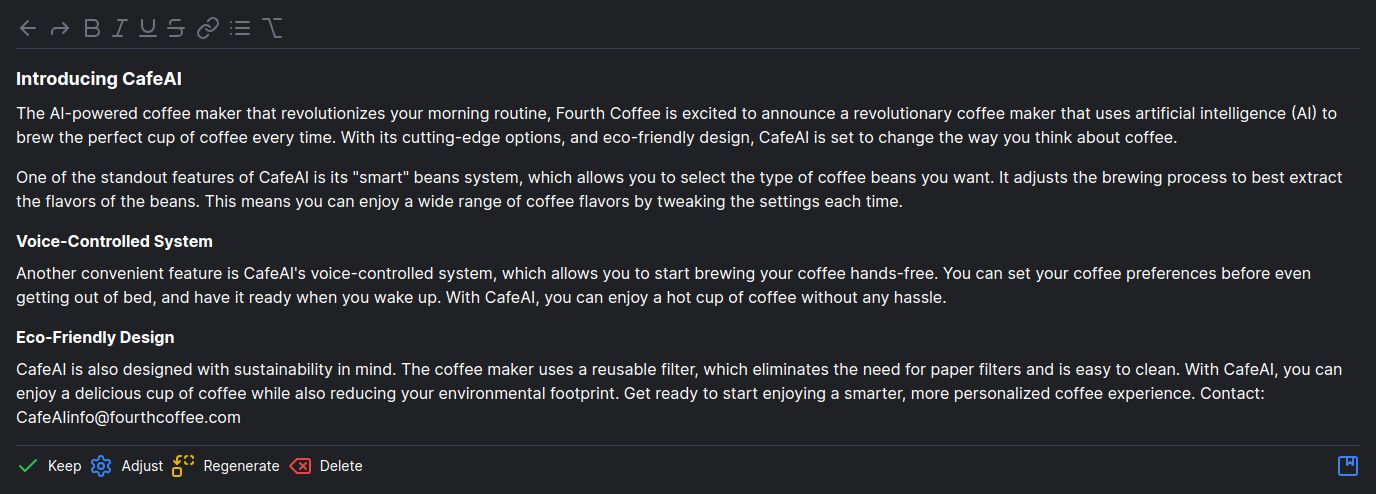 Introducing CafeAI
The AI-powered coffee maker that revolutionizes your morning routine, Fourth Coffee is excited to announce a revolutionary coffee maker that uses artificial intelligence (AI) to
brew the perfect cup of coffee every time. With its cutting-edge options, and eco-friendly design, CafeAI is set to change the way you think about coffee.
One of the standout features of CafeAI is its "smart" beans system, which allows you to select the type of coffee beans you want. It adjusts the brewing process to best extract
the flavors of the beans. This means you can enjoy a wide range of coffee flavors by tweaking the settings each time.
Voice-Controlled System
Another convenient feature is CafeAI's voice-controlled system, which allows you to start brewing your coffee hands-free. You can set your coffee preferences before even
getting out of bed, and have it ready when you wake up. With CafeAI, you can enjoy a hot cup of coffee without any hassle.
Eco-Friendly Design
CafeAI is also designed with sustainability in mind. The coffee maker uses a reusable filter, which eliminates the need for paper filters and is easy to clean. With CafeAI, you can
enjoy a delicious cup of coffee while also reducing your environmental footprint. Get ready to start enjoying a smarter, more personalized coffee experience. Contact:
CafeAIinfo@fourthcoffee.com
Keep Adjust Regenerate Delete